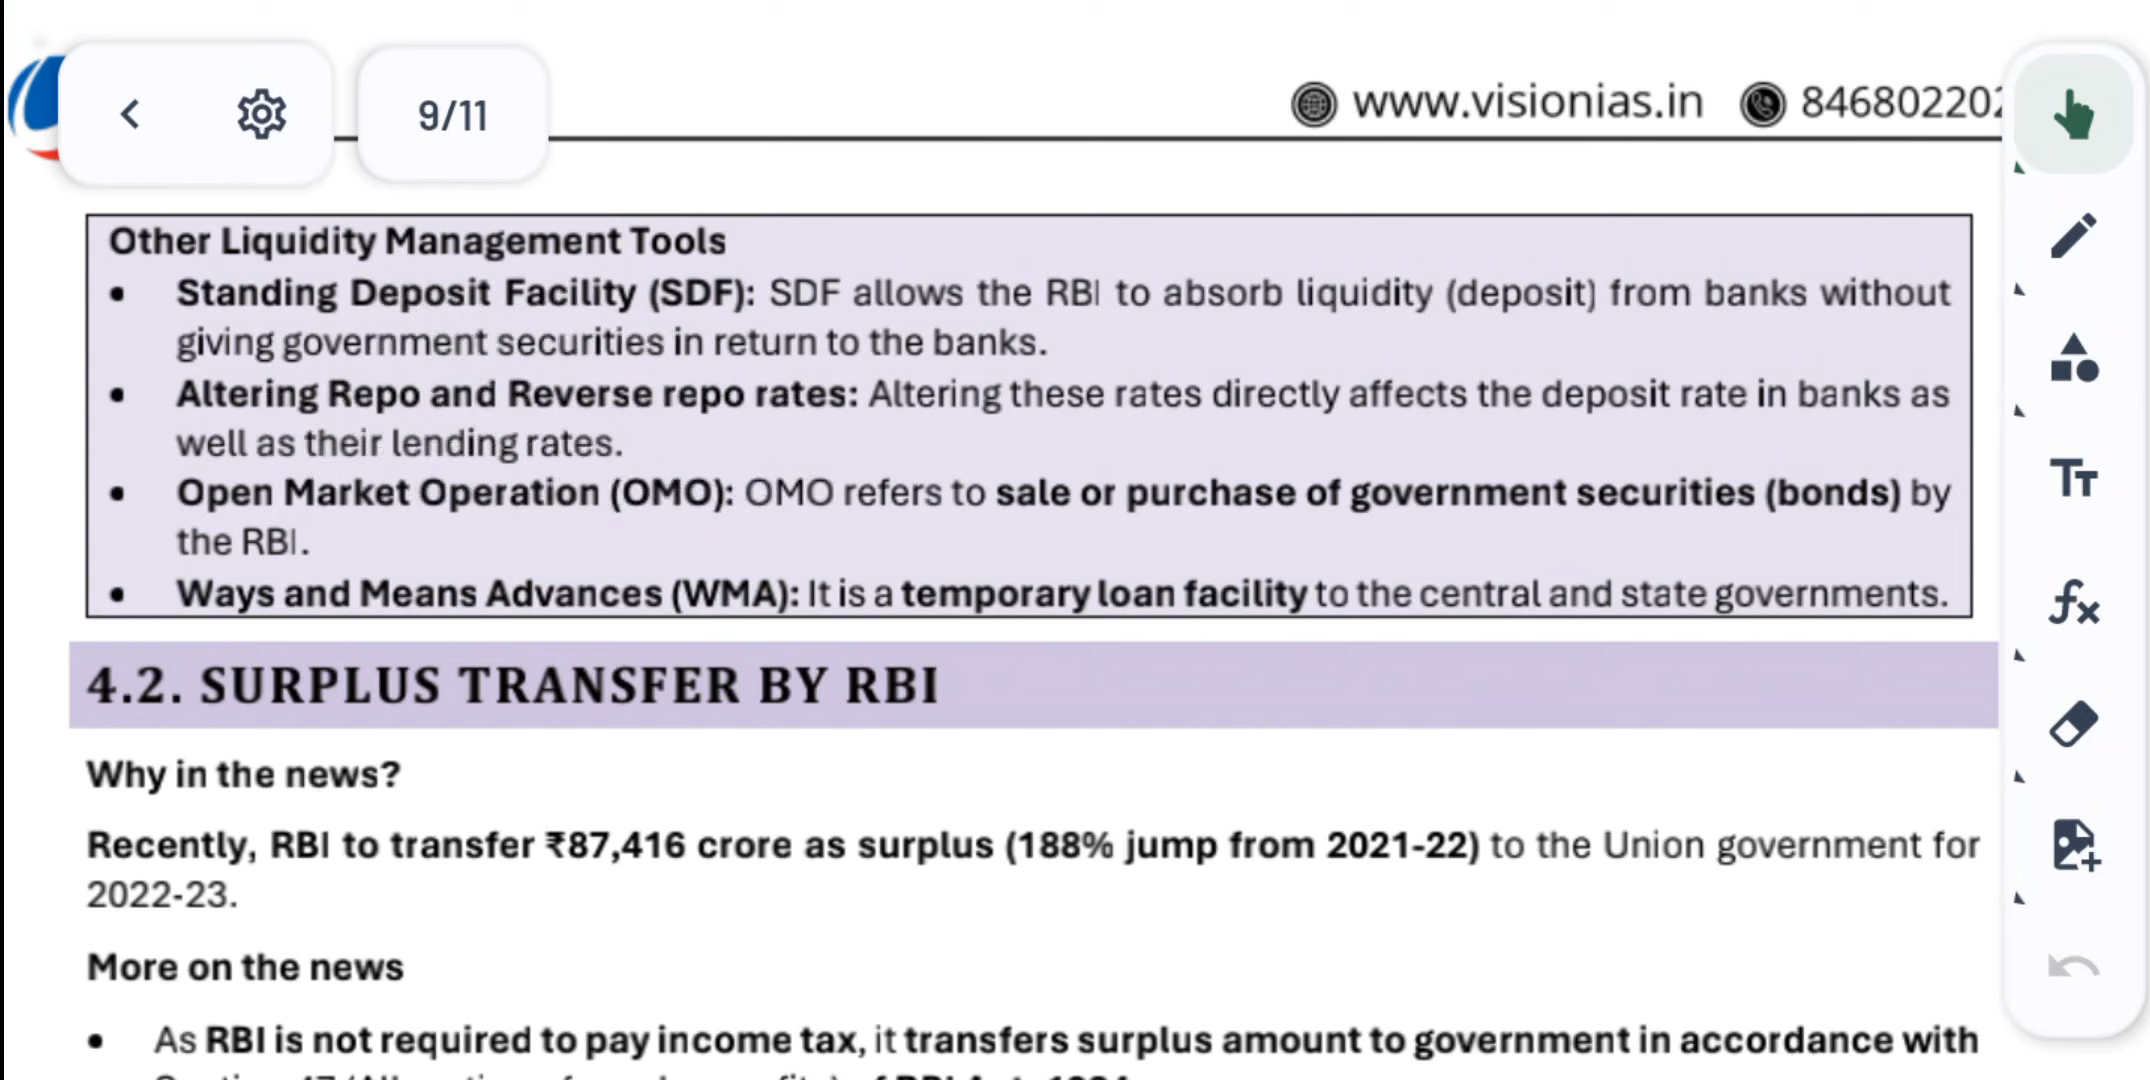 9/11
www.visionias.in 846802202
Other Liquidity Management Tools
• Standing Deposit Facility (SDF): SDF allows the RBI to absorb liquidity (deposit) from banks without
giving government securities in return to the banks.
• Altering Repo and Reverse repo rates: Altering these rates directly affects the deposit rate in banks as
well as their lending rates.
• Open Market Operation (OMO): OMO refers to sale or purchase of government securities (bonds) by
the RBI.
• Ways and Means Advances (WMA): It is a temporary loan facility to the central and state governments.
4.2. SURPLUS TRANSFER BY RBI
Why in the news?
Recently, RBI to transfer ₹87,416 crore as surplus (188% jump from 2021-22) to the Union government for
2022-23.
More on the news
• As RBI is not required to pay income tax, it transfers surplus amount to government in accordance with
Tт
fx